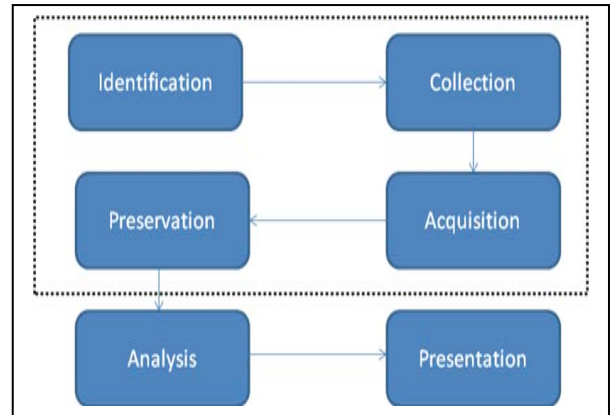 Identification
Collection
Preservation
Acquisition
Analysis
Presentation